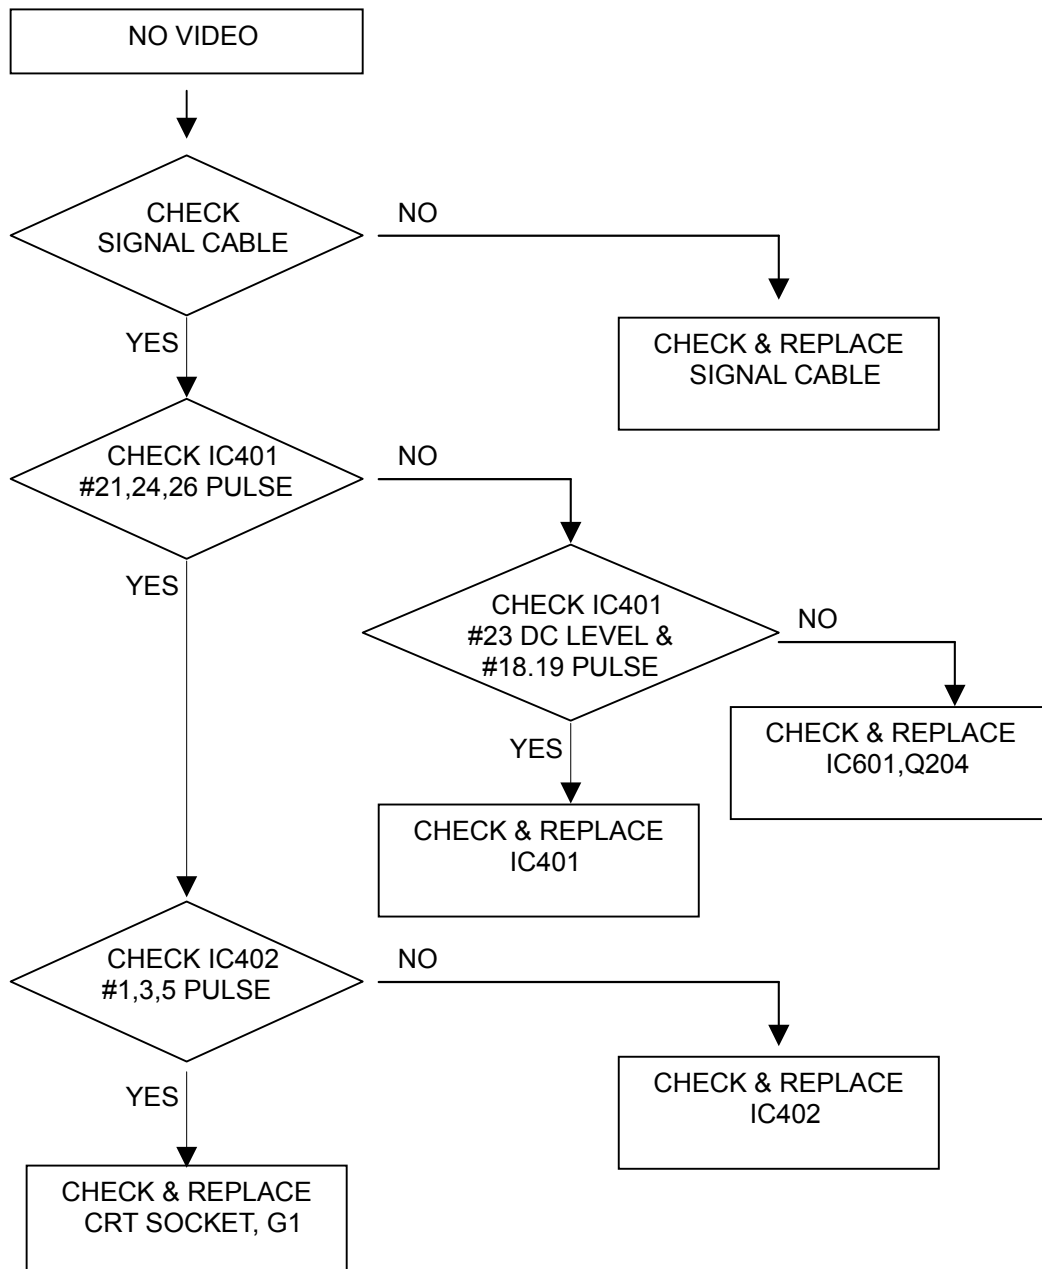 NO VIDEO
CHECK
SIGNAL CABLE
NO
YES
CHECK & REPLACE
SIGNAL CABLE
CHECK IC401
#21,24,26 PULSE
NO
YES
CHECK IC401
#23 DC LEVEL &
#18.19 PULSE
NO
YES
CHECK & REPLACE
IC601,Q204
CHECK & REPLACE
IC401
CHECK IC402
#1,3,5 PULSE
NO
YES
CHECK & REPLACE
IC402
CHECK & REPLACE
CRT SOCKET, G1